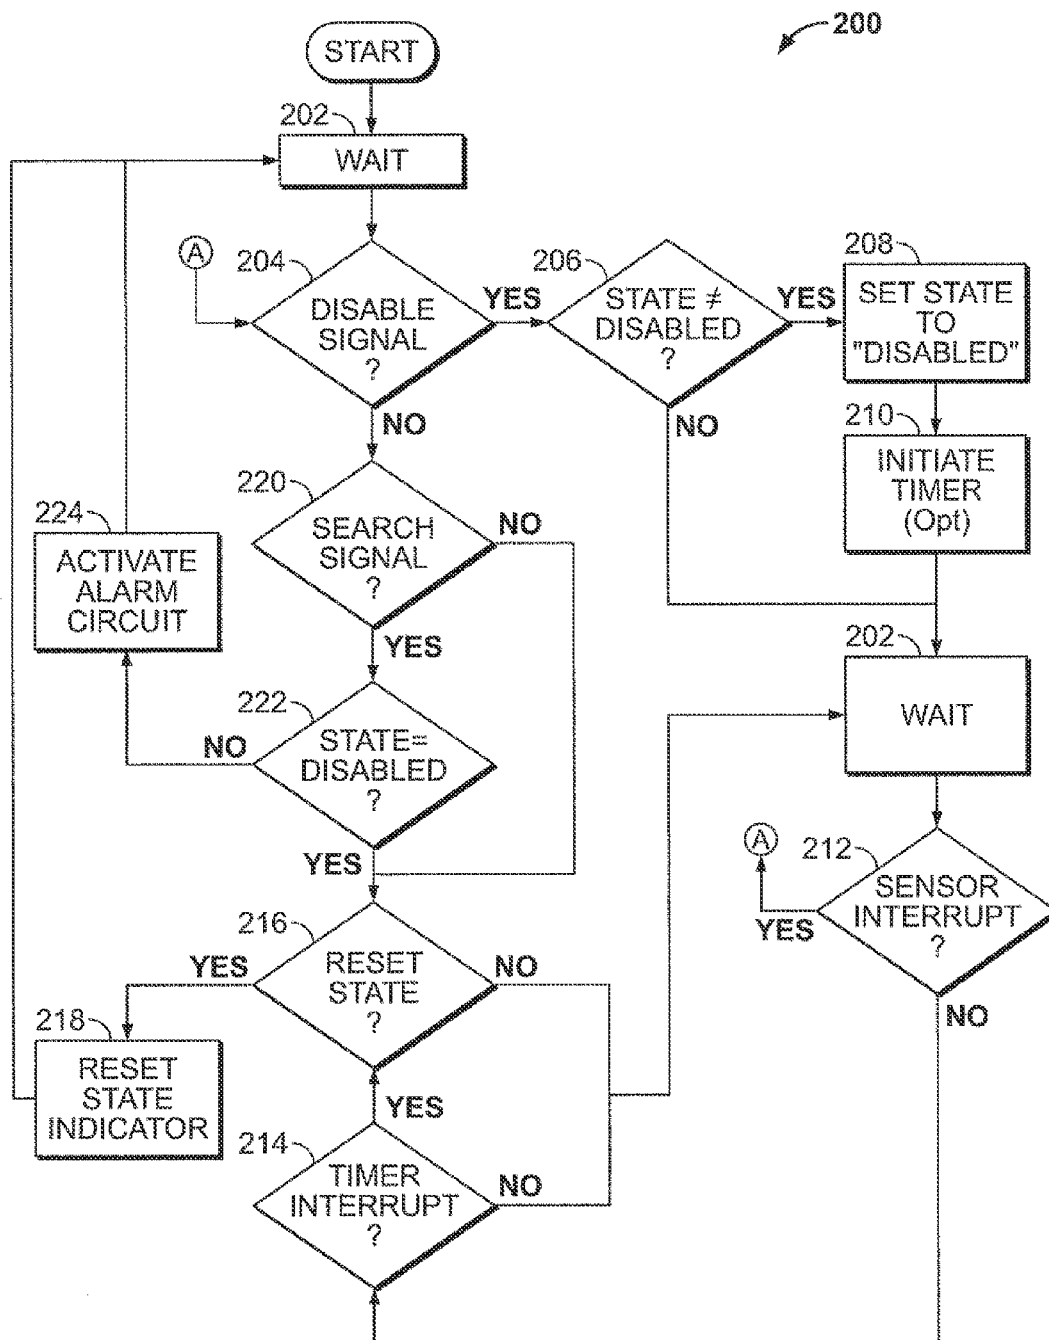 200
START
202
WAIT
A
204
DISABLE
SIGNAL
?
YES
NO
206
STATE ≠
DISABLED
?
YES
NO
208
SET STATE
TO
"DISABLED"
210
INITIATE
TIMER
(Opt)
220
SEARCH
SIGNAL
?
NO
YES
224
ACTIVATE
ALARM
CIRCUIT
222
STATE=
DISABLED
?
NO
YES
202
WAIT
A
212
SENSOR
INTERRUPT
?
YES
NO
216
RESET
STATE
?
YES
NO
218
RESET
STATE
INDICATOR
214
TIMER
INTERRUPT
?
YES
NO